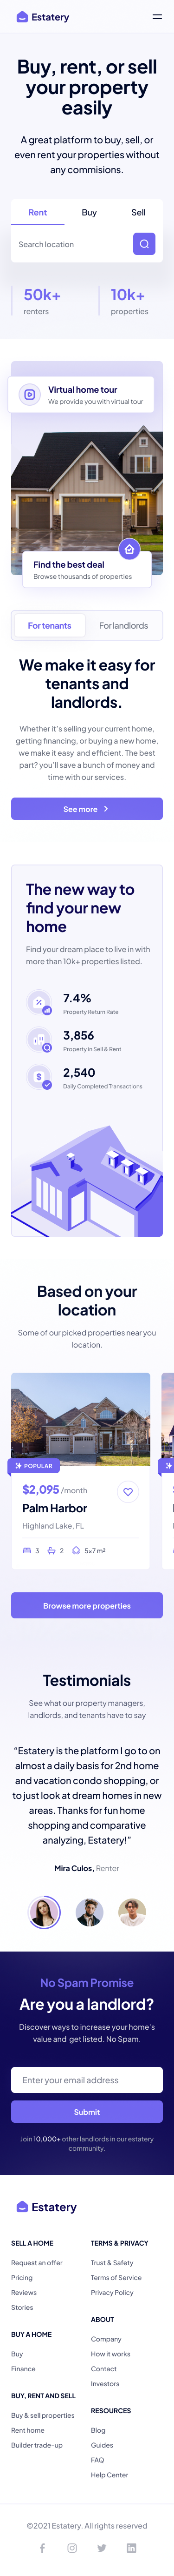 Estatery
Buy, rent, or sell
your property
easily
A great platform to buy, sell, or
even rent your properties without
any commisions.
Rent
Buy
Sell
Search location
50k+
renters
10k+
properties
Virtual home tour
We provide you with virtual tour
Find the best deal
Browse thousands of properties
For tenants
For landlords
We make it easy for
tenants and
landlords.
Whether it's selling your current home,
getting financing, or buying a new home,
we make it easy and efficient. The best
part? you'll save a bunch of money and
time with our services.
See more
The new way to
find your new
home
Find your dream place to live in with
more than 10k+ properties listed.
7.4%
Property Return Rate
3,856
Property in Sell & Rent
2,540
Daily Completed Transactions
Based on your
location
Some of our picked properties near you
location.
POPULAR
$2,095 /month
Palm Harbor
Highland Lake, FL
3
2
5x7 m²
Browse more properties
Testimonials
See what our property managers,
landlords, and tenants have to say
“Estatery is the platform I go to on
almost a daily basis for 2nd home
and vacation condo shopping, or
to just look at dream homes in new
areas. Thanks for fun home
shopping and comparative
analyzing, Estatery!”
Mira Culos, Renter
No Spam Promise
Are you a landlord?
Discover ways to increase your home's
value and get listed. No Spam.
Enter your email address
Submit
Join 10,000+ other landlords in our estatery
community.
Estatery
SELL A HOME
Request an offer
Pricing
Reviews
Stories
BUY A HOME
Buy
Finance
BUY, RENT AND SELL
Buy & sell properties
Rent home
Builder trade-up
TERMS & PRIVACY
Trust & Safety
Terms of Service
Privacy Policy
ABOUT
Company
How it works
Contact
Investors
RESOURCES
Blog
Guides
FAQ
Help Center
©2021 Estatery. All rights reserved